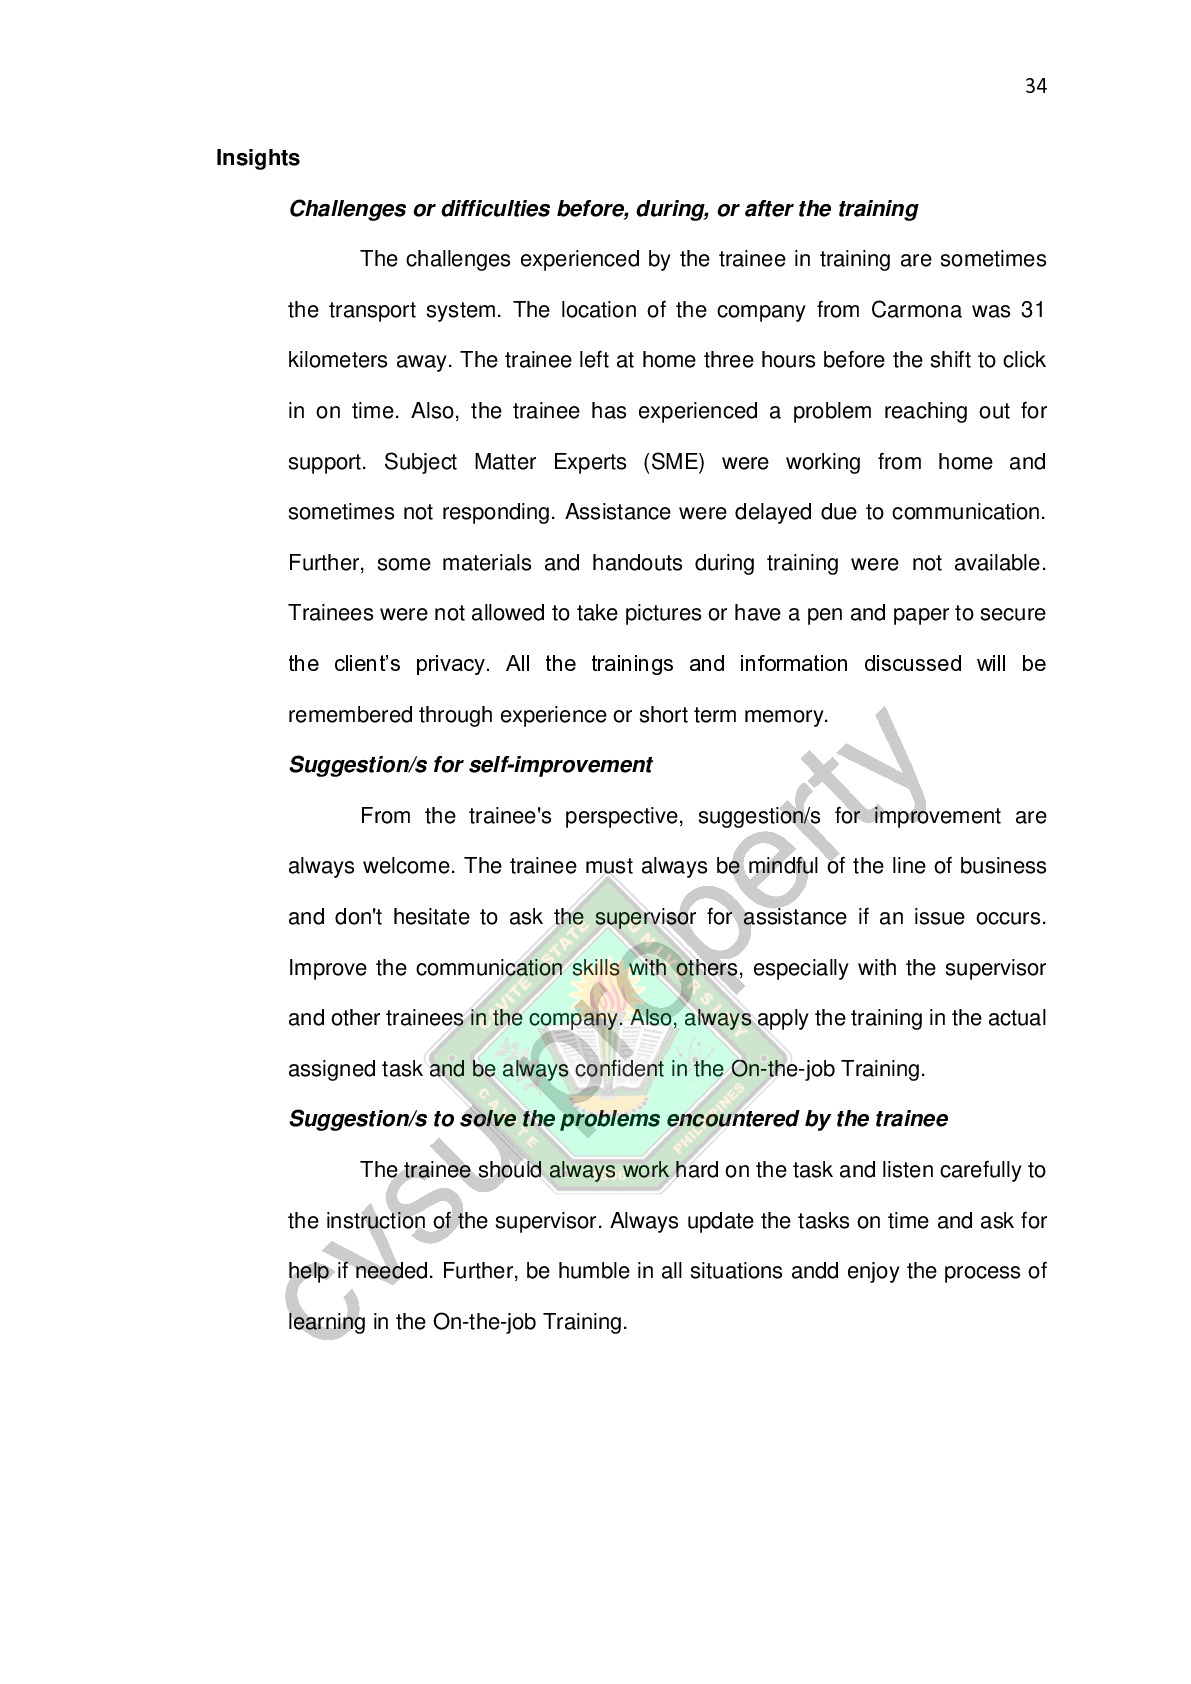 34
Insights
Challenges or difficulties before, during, or after the training
The challenges experienced by the trainee in training are sometimes
the transport system. The location of the company from Carmona was 31
kilometers away. The trainee left at home three hours before the shift to click
in on time. Also, the trainee has experienced a problem reaching out for
support. Subject Matter Experts (SME) were working from home and
sometimes not responding. Assistance were delayed due to communication.
Further, some materials and handouts during training were not available.
Trainees were not allowed to take pictures or have a pen and paper to secure
the client’s privacy. All the trainings and information discussed will be
remembered through experience or short term memory.
Suggestion/s for self-improvement
From the trainee's perspective, suggestion/s for improvement are
always welcome. The trainee must always be mindful of the line of business
and don't hesitate to ask the supervisor for assistance if an issue occurs.
Improve the communication skills with others, especially with the supervisor
and other trainees in the company. Also, always apply the training in the actual
assigned task and be always confident in the On-the-job Training.
Suggestion/s to solve the problems encountered by the trainee
The trainee should always work hard on the task and listen carefully to
the instruction of the supervisor. Always update the tasks on time and ask for
help if needed. Further, be humble in all situations andd enjoy the process of
learning in the On-the-job Training.
cvsu property
CAVITE STATE UNIVERSITY
CAVITE
PHILIPPINES